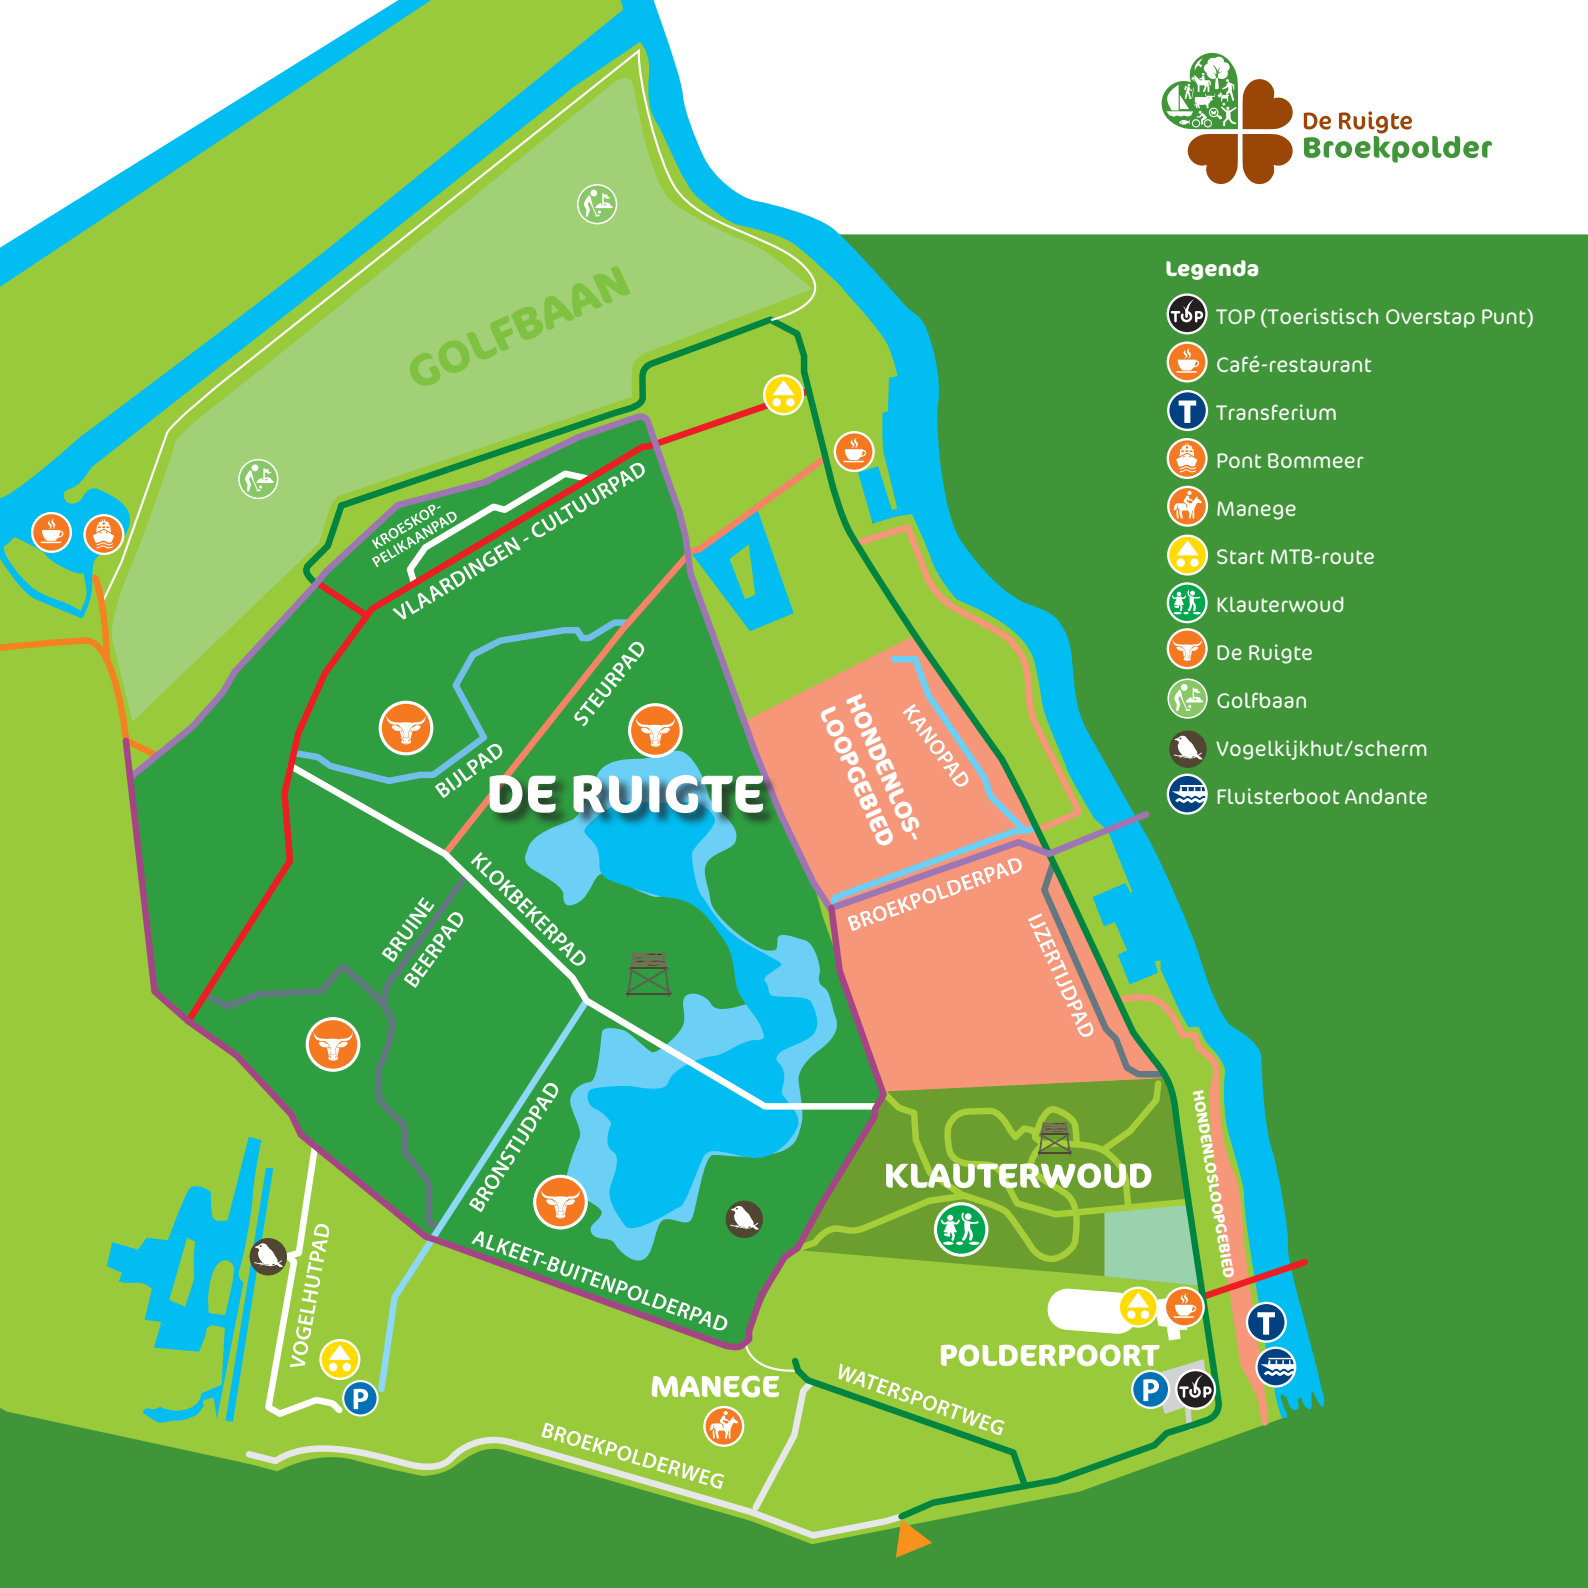 De Ruigte
Broekpolder
Legenda
TOP TOP (Toeristisch Overstap Punt)
Café-restaurant
T Transferium
Pont Bommeer
Manege
Start MTB-route
Klauterwoud
De Ruigte
Golfbaan
Vogelkijkhut/scherm
Fluisterboot Andante
GOLFBAAN
KROESKOP-
PELIKAANPAD
VLAARDINGEN - CULTUURPAD
STEURPAD
BIJLPAD
DE RUIGTE
HONDENLOS-
LOOPGEBIED
KANOPAD
BROEKPOLDERPAD
IJZERTIJDPAD
KLOKBEKERPAD
BRUINE
BEERPAD
BRONSTIJDPAD
ALKEET-BUITENPOLDERPAD
KLAUTERWOUD
HONDENLOSLOOPGEBIED
VOGELHUTPAD
P
POLDERPOORT
P
TOP
T
MANEGE
WATERSPORTWEG
BROEKPOLDERWEG